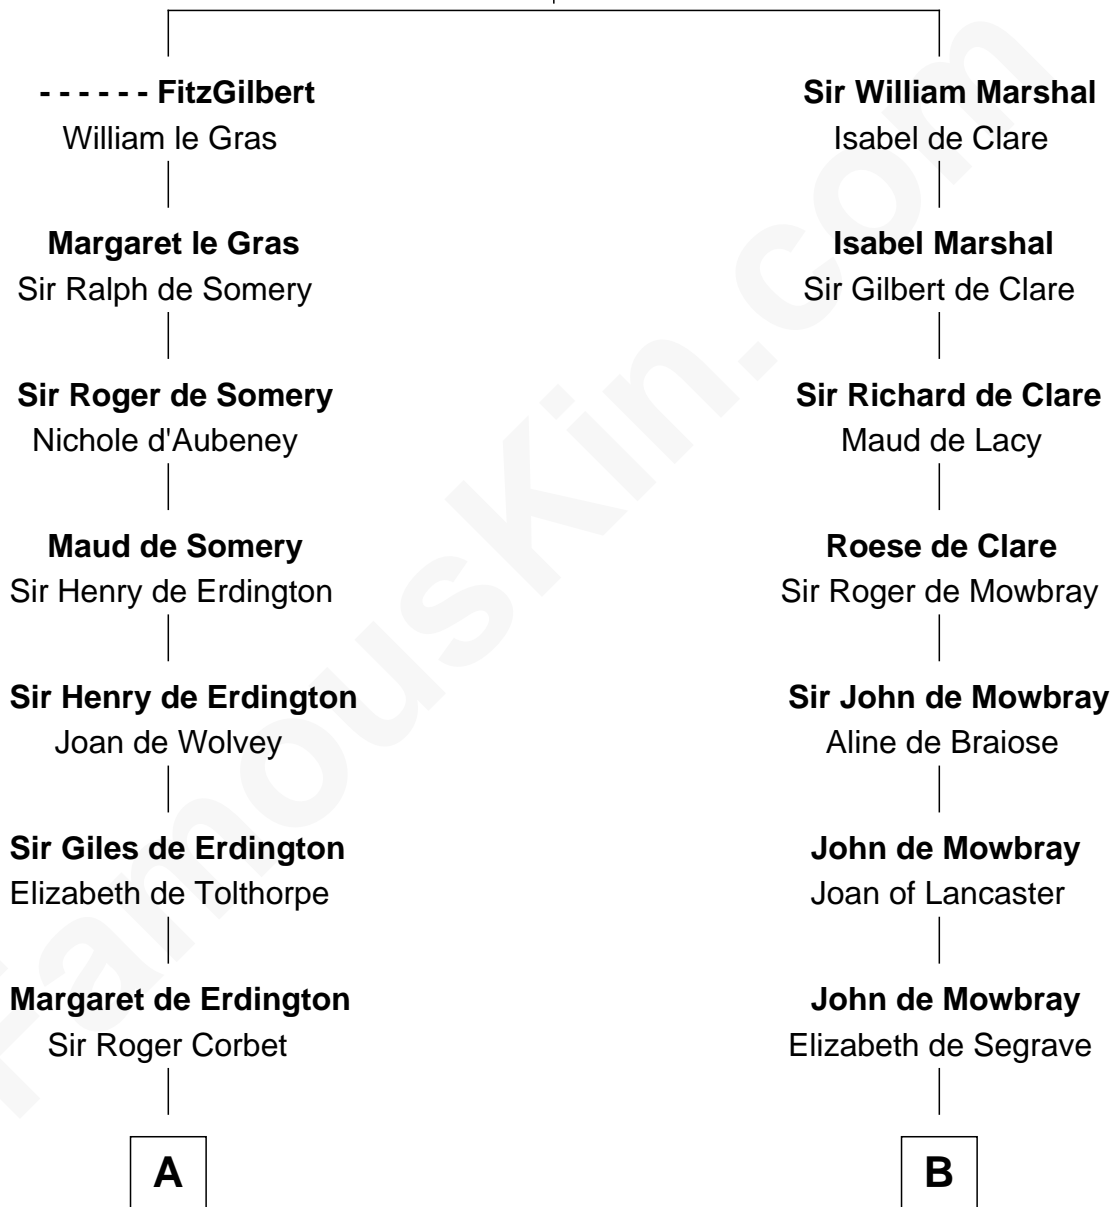 - - - - - - FitzGilbert
William le Gras
Margaret le Gras
Sir Ralph de Somery
Sir Roger de Somery
Nichole d'Aubeney
Maud de Somery
Sir Henry de Erdington
Sir Henry de Erdington
Joan de Wolvey
Sir Giles de Erdington
Elizabeth de Tolthorpe
Margaret de Erdington
Sir Roger Corbet
A
Sir William Marshal
Isabel de Clare
Isabel Marshal
Sir Gilbert de Clare
Sir Richard de Clare
Maud de Lacy
Roese de Clare
Sir Roger de Mowbray
Sir John de Mowbray
Aline de Braiose
John de Mowbray
Joan of Lancaster
John de Mowbray
Elizabeth de Segrave
B
FamousKin.com